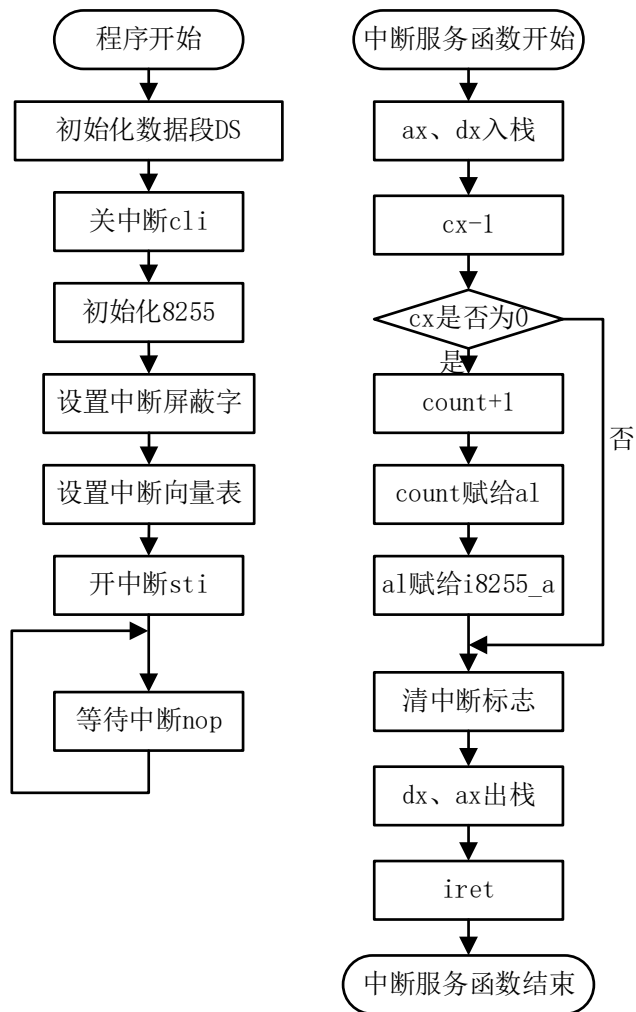 程序开始
初始化数据段DS
关中断cli
初始化8255
设置中断屏蔽字
设置中断向量表
开中断sti
等待中断nop
中断服务函数开始
ax、dx入栈
cx-1
cx是否为0
是
否
count+1
count赋给al
al赋给i8255_a
清中断标志
dx、ax出栈
iret
中断服务函数结束